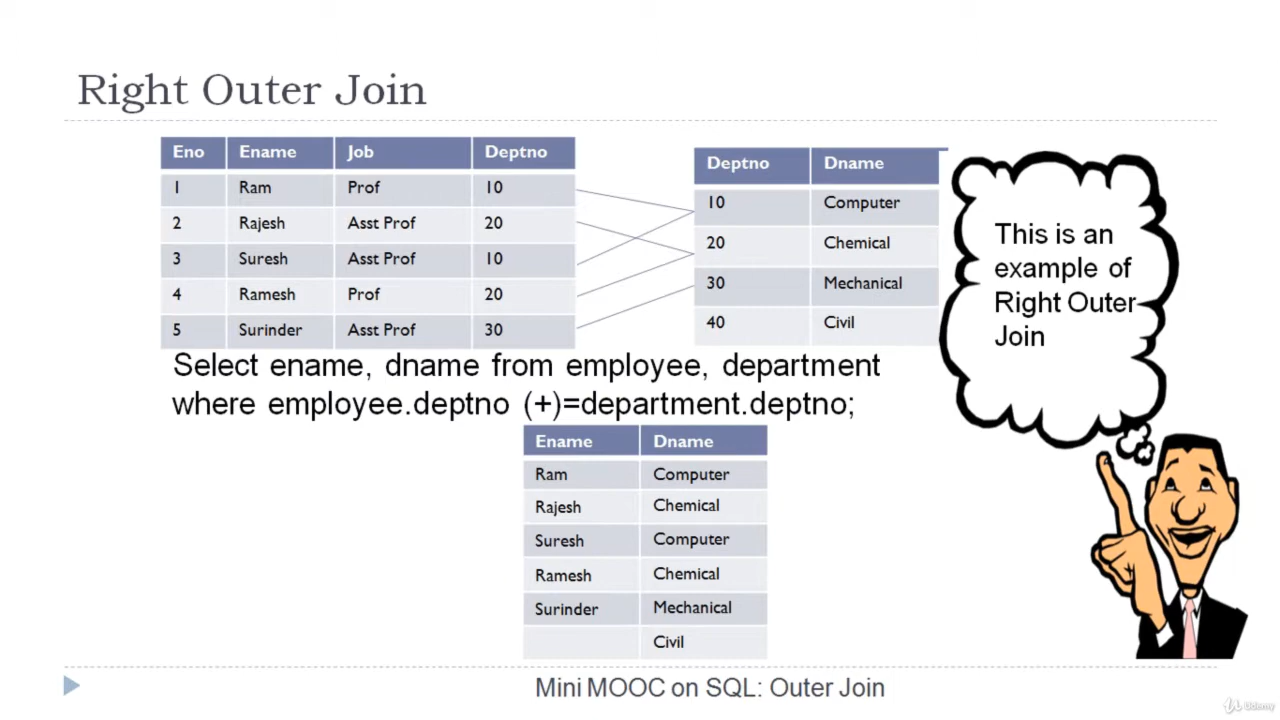 Right Outer Join
Eno Ename Job Deptno
1 Ram Prof 10
2 Rajesh Asst Prof 20
3 Suresh Asst Prof 10
4 Ramesh Prof 20
5 Surinder Asst Prof 30
Deptno Dname
10 Computer
20 Chemical
30 Mechanical
40 Civil
This is an
example of
Right Outer
Join
Select ename, dname from employee, department
where employee.deptno (+)=department.deptno;
Ename Dname
Ram Computer
Rajesh Chemical
Suresh Computer
Ramesh Chemical
Surinder Mechanical
Civil
Mini MOOC on SQL: Outer Join
Udemy